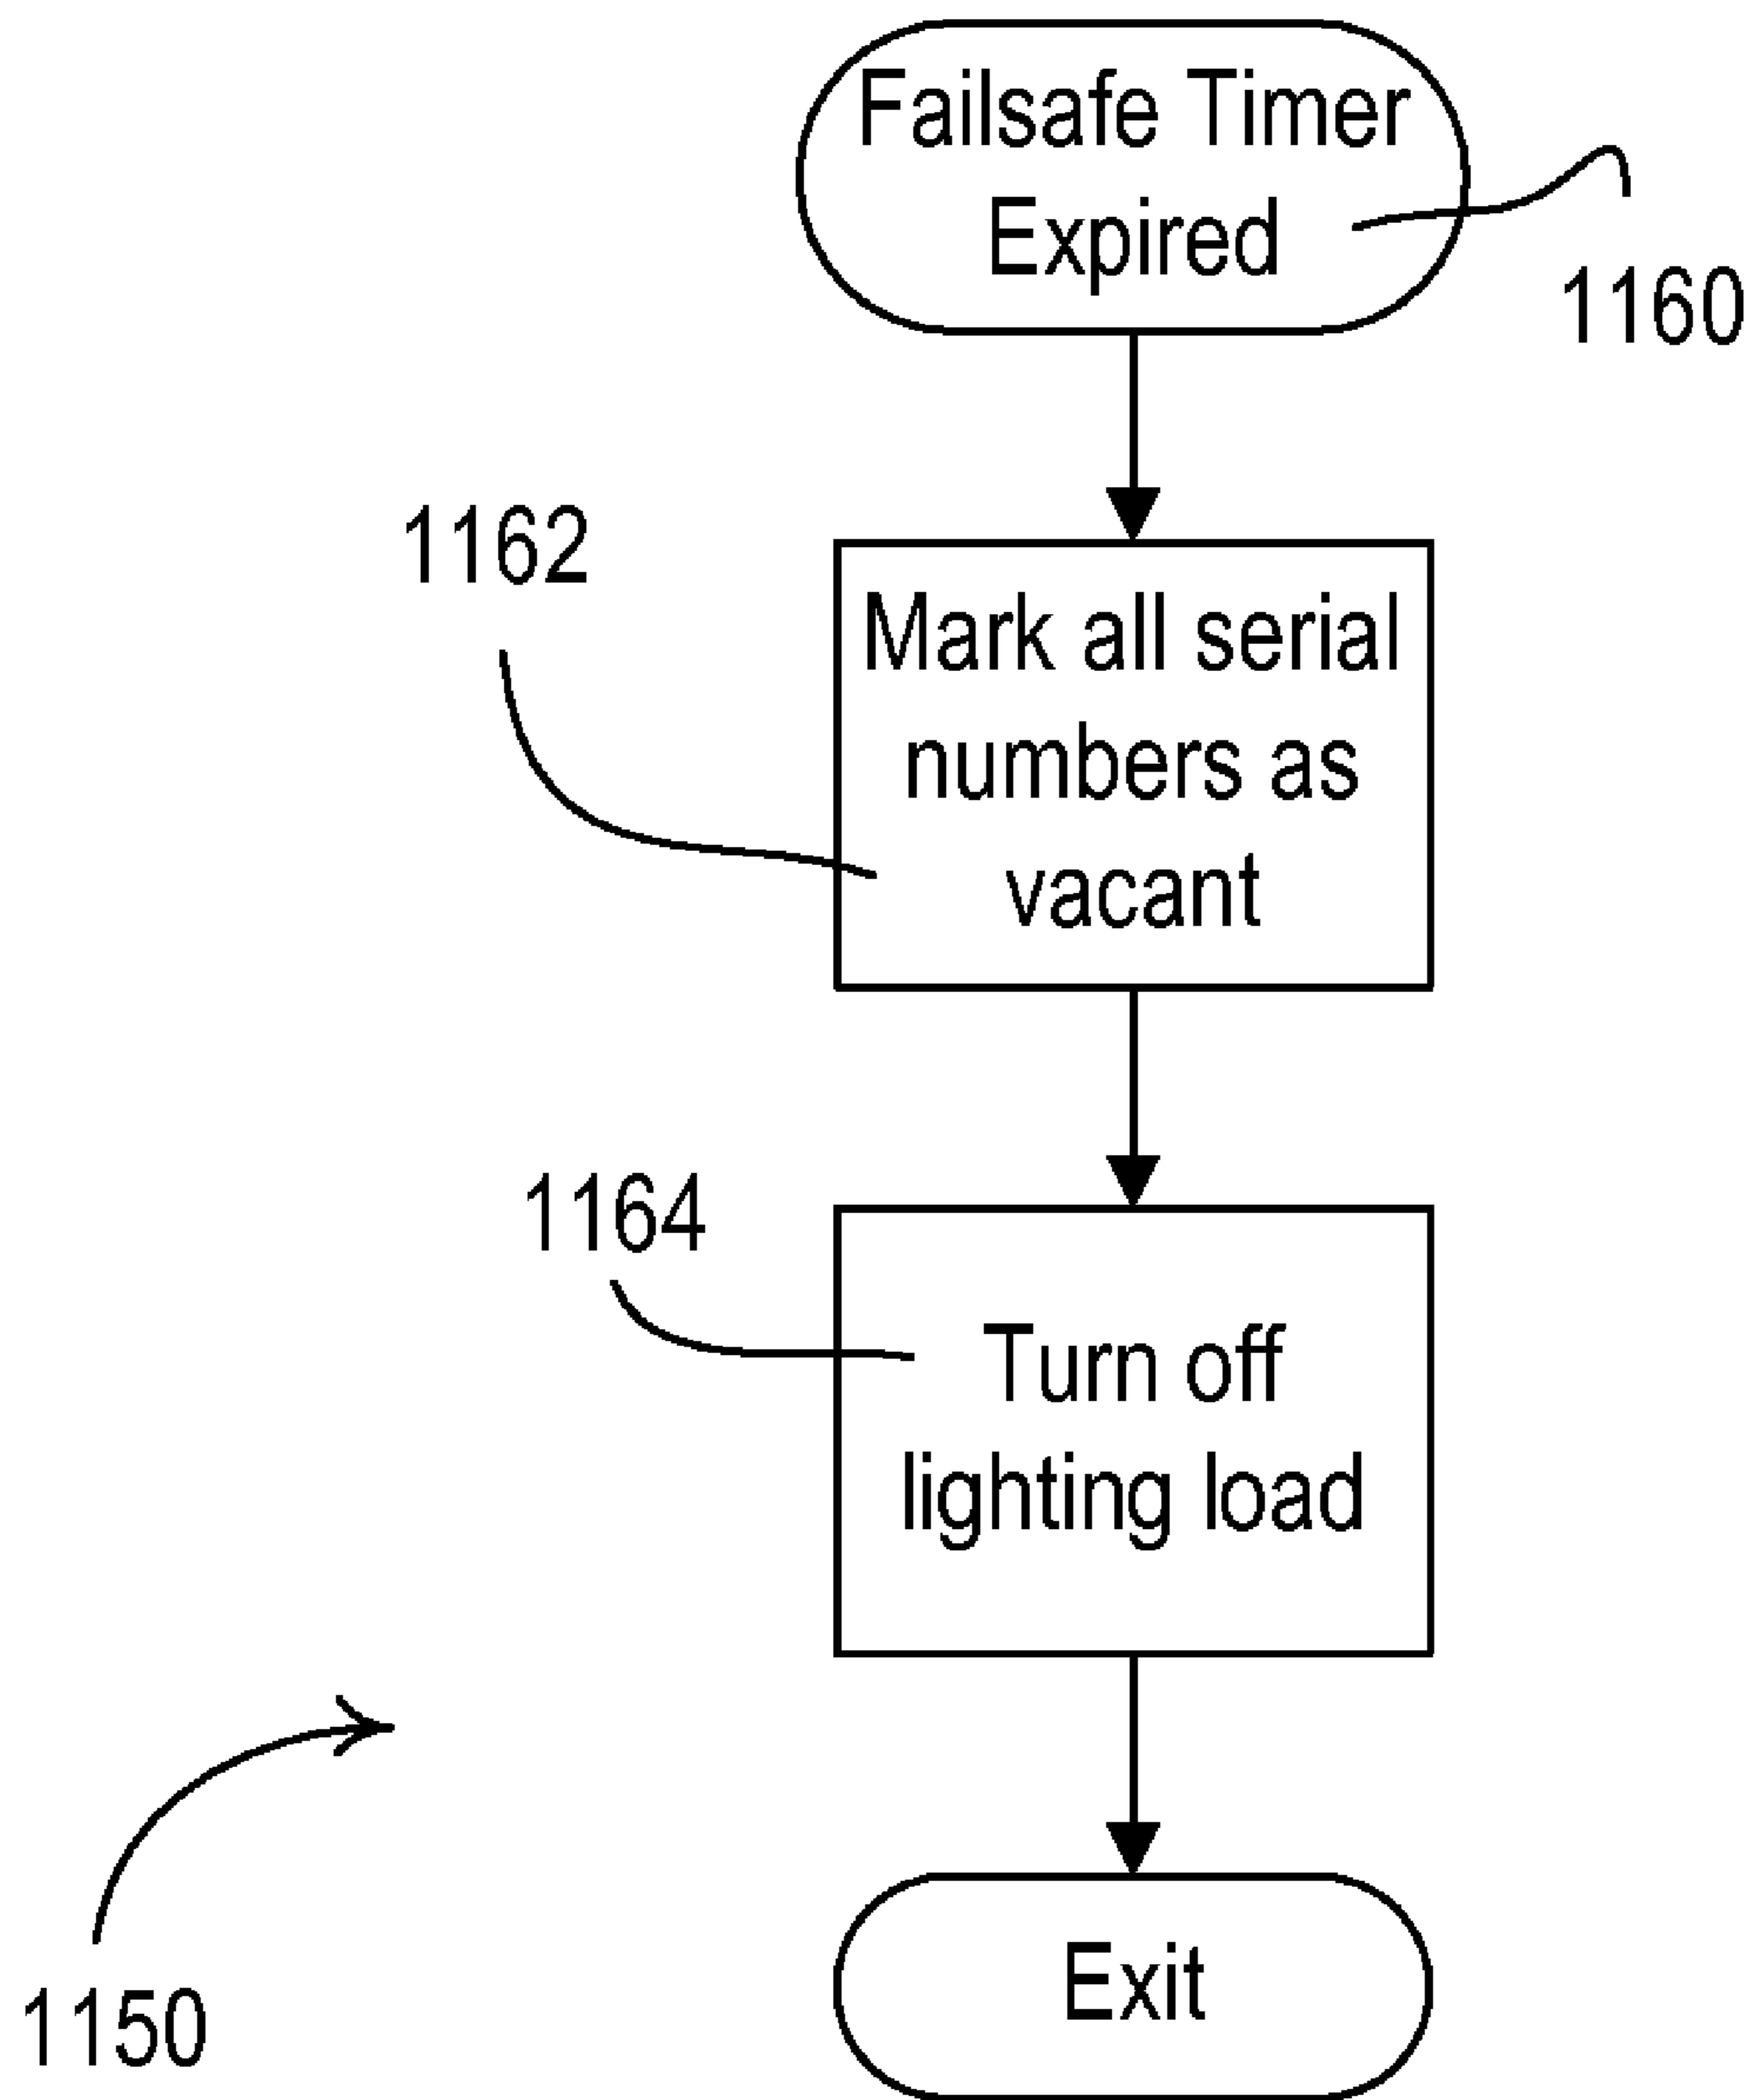 Failsafe Timer
Expired
1160
1162
Mark all serial
numbers as
vacant
1164
Turn off
lighting load
Exit
1150